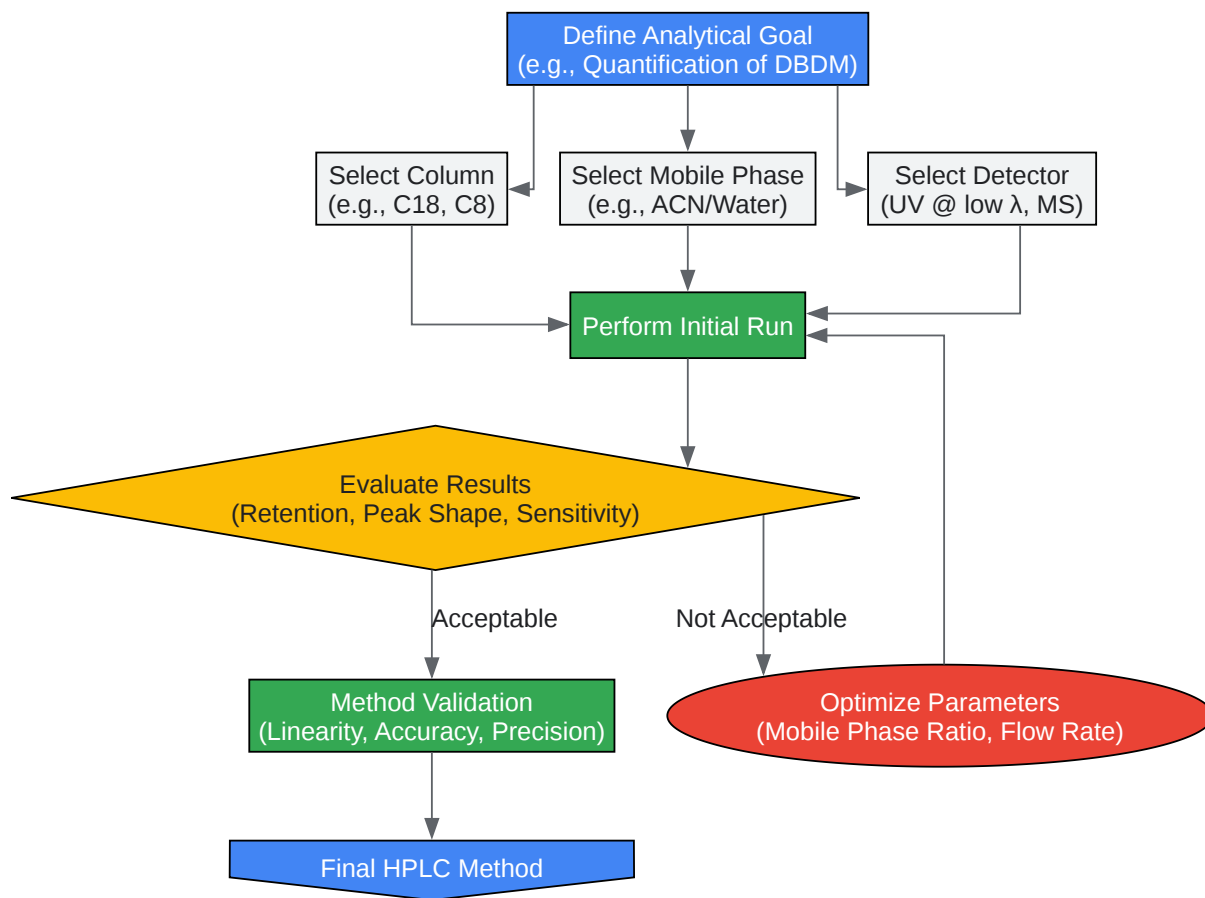 Define Analytical Goal
(e.g., Quantification of DBDM)
Select Column
(e.g., C18, C8)
Select Mobile Phase
(e.g., ACN/Water)
Select Detector
(UV @ low λ, MS)
Perform Initial Run
Evaluate Results
(Retention, Peak Shape, Sensitivity)
Acceptable
Not Acceptable
Method Validation
(Linearity, Accuracy, Precision)
Optimize Parameters
(Mobile Phase Ratio, Flow Rate)
Final HPLC Method